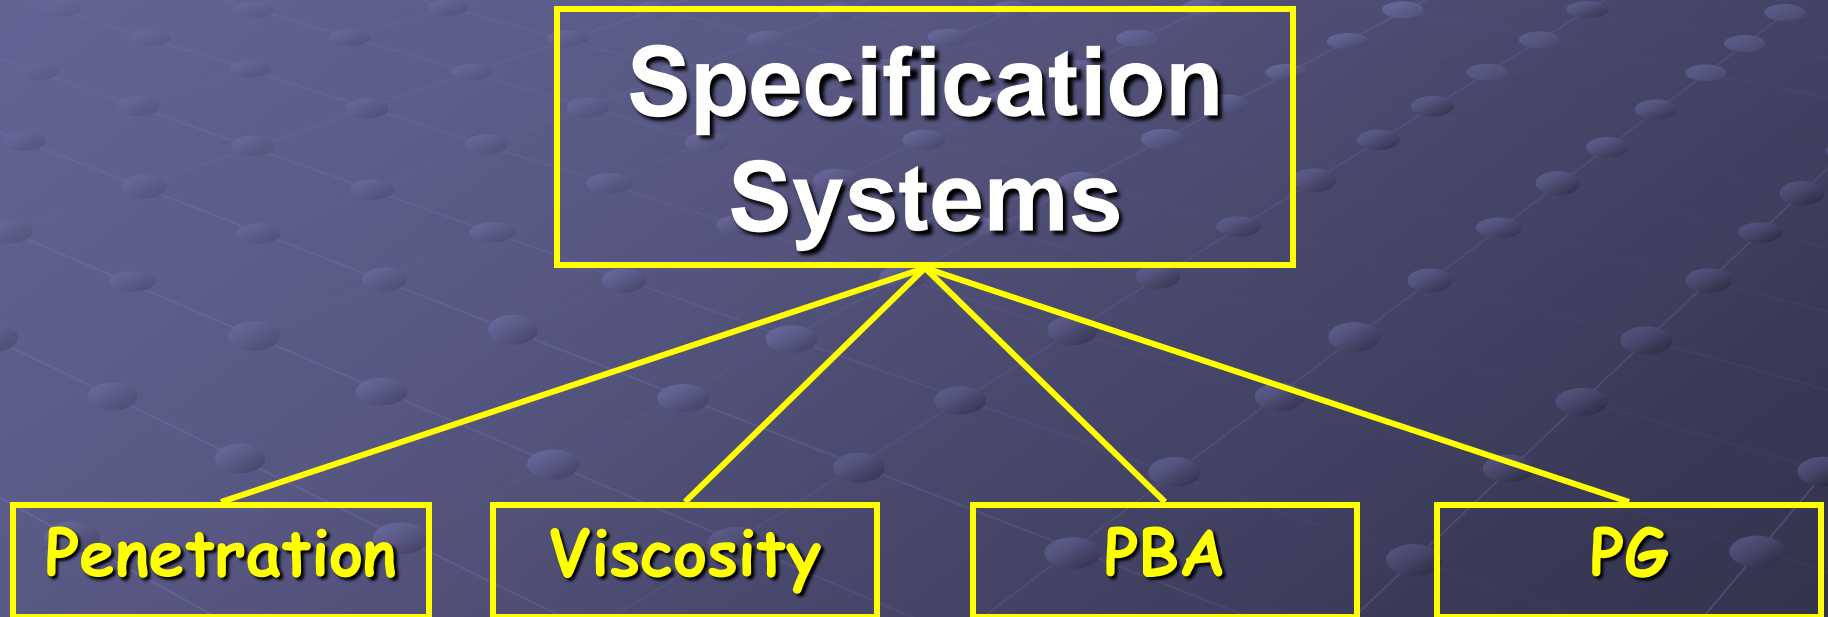 Specification
Systems
Penetration
Viscosity
PBA
PG